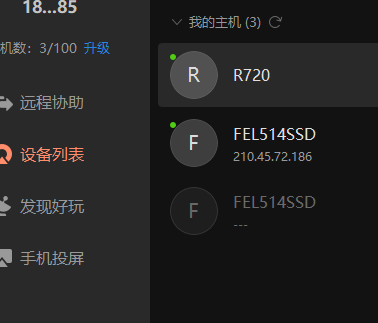 18...85
机数：3/100 升级
远程协助
设备列表
发现好玩
手机投屏
我的主机 (3)
R
R720
F
FEL514SSD
210.45.72.186
F
FEL514SSD
---